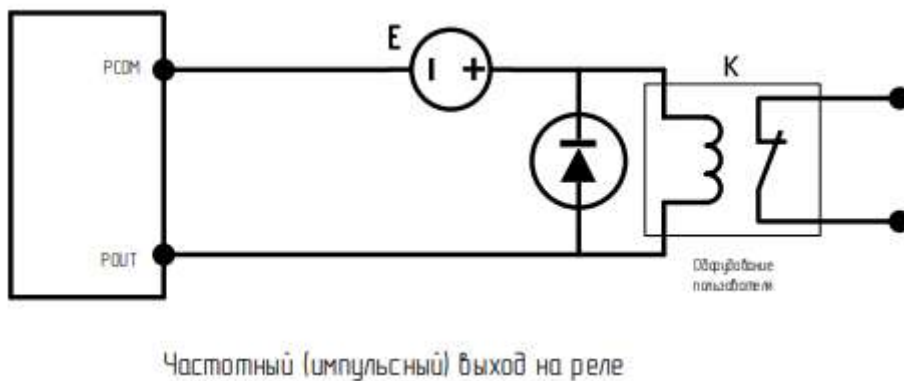 E
K
PCOM
POUT
Оборудование
пользователя
Частотный (импульсный) выход на реле